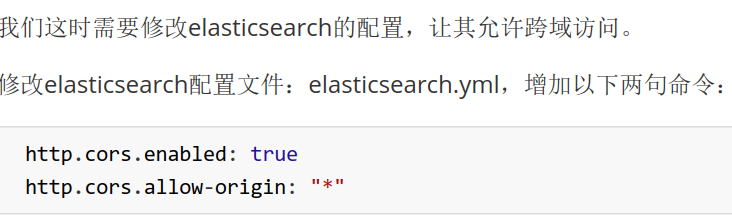 我们这时需要修改elasticsearch的配置，让其允许跨域访问。
修改elasticsearch配置文件：elasticsearch.yml，增加以下两句命令：
http.cors.enabled: true
http.cors.allow-origin: "*"